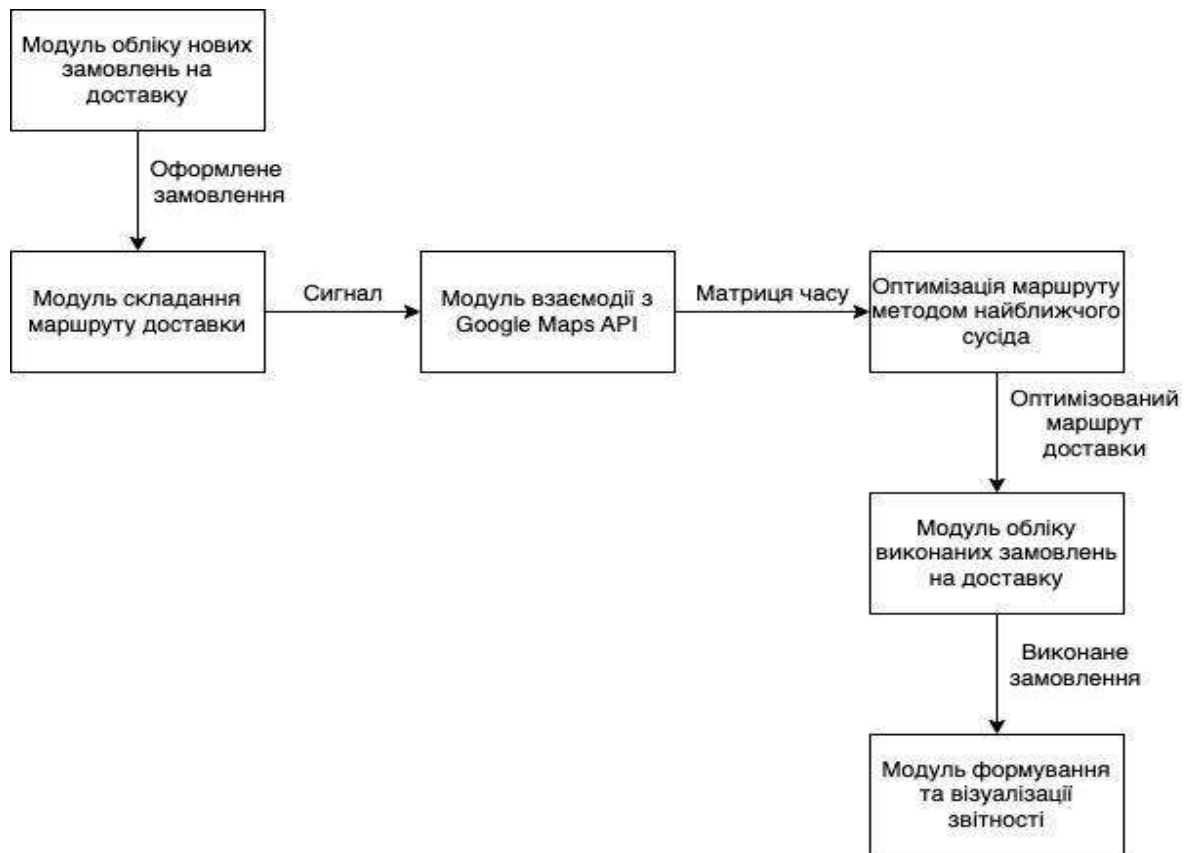 Модуль обліку нових
замовлень на
доставку
Оформлене
замовлення
Модуль складання
маршруту доставки
Сигнал
Модуль взаємодії з
Google Maps API
Матриця часу
Оптимізація маршруту
методом найближчого
сусіда
Оптимізований
маршрут
доставки
Модуль обліку
виконаних замовлень
на доставку
Виконане
замовлення
Модуль формування
та візуалізації
звітності